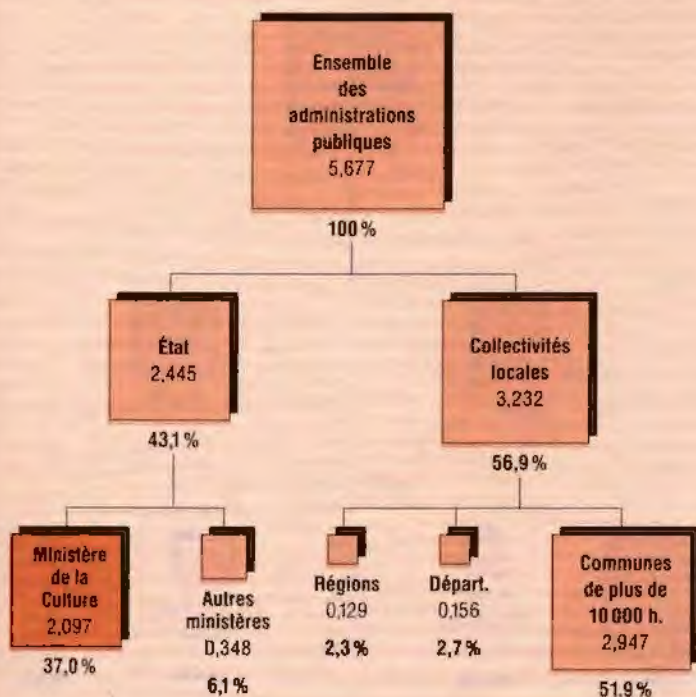 Ensemble
des
administrations
publiques
5,677
100 %
État
2,445
43,1 %
Collectivités
locales
3,232
56,9 %
Ministère
de la
Culture
2,097
37,0 %
Autres
ministères
0,348
6,1 %
Régions
0,129
2,3 %
Départ.
0,156
2,7 %
Communes
de plus de
10 000 h.
2,947
51,9 %